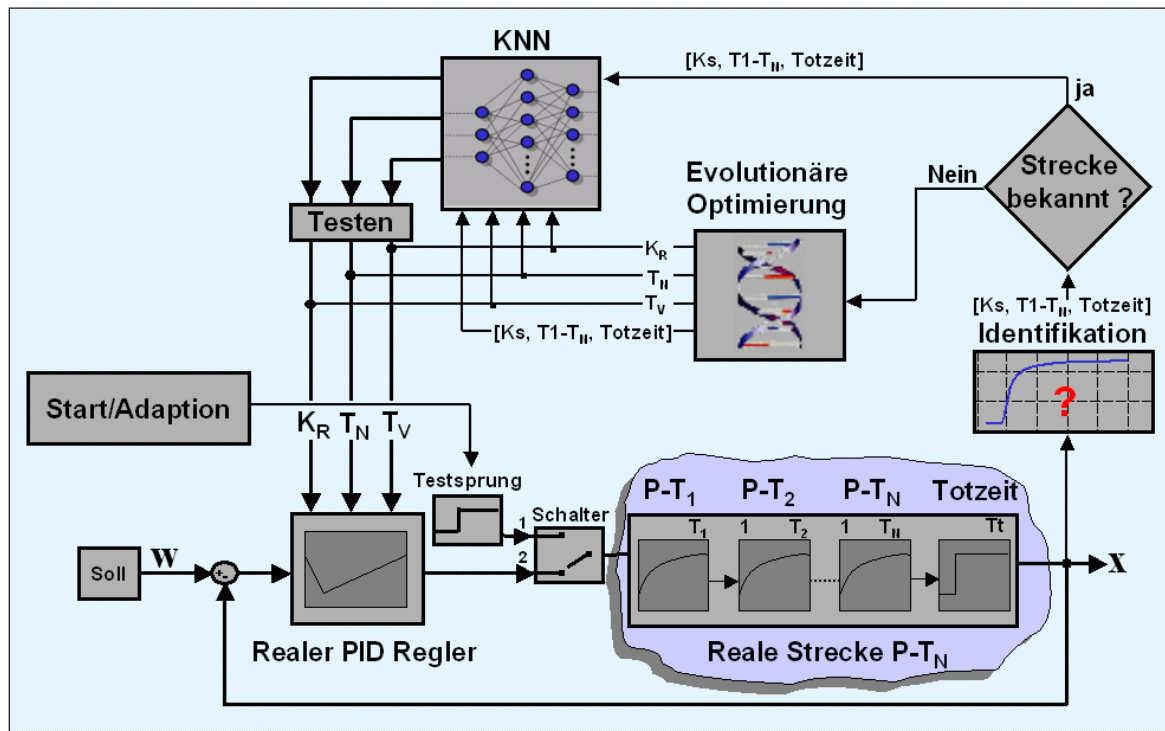 KNN
[Ks, T1-TN, Totzeit]
ja
Strecke
bekannt ?
Nein
Evolutionäre
Optimierung
Testen
KR
TN
TV
[Ks, T1-TN, Totzeit]
[Ks, T1-TN, Totzeit]
Identifikation
?
Start/Adaption
KR TN TV
Testsprung
Schalter
1
2
P-T1 P-T2 P-TN Totzeit
T1 1 T2 1 TN Tt
Soll
W
+-
X
Realer PID Regler
Reale Strecke P-TN